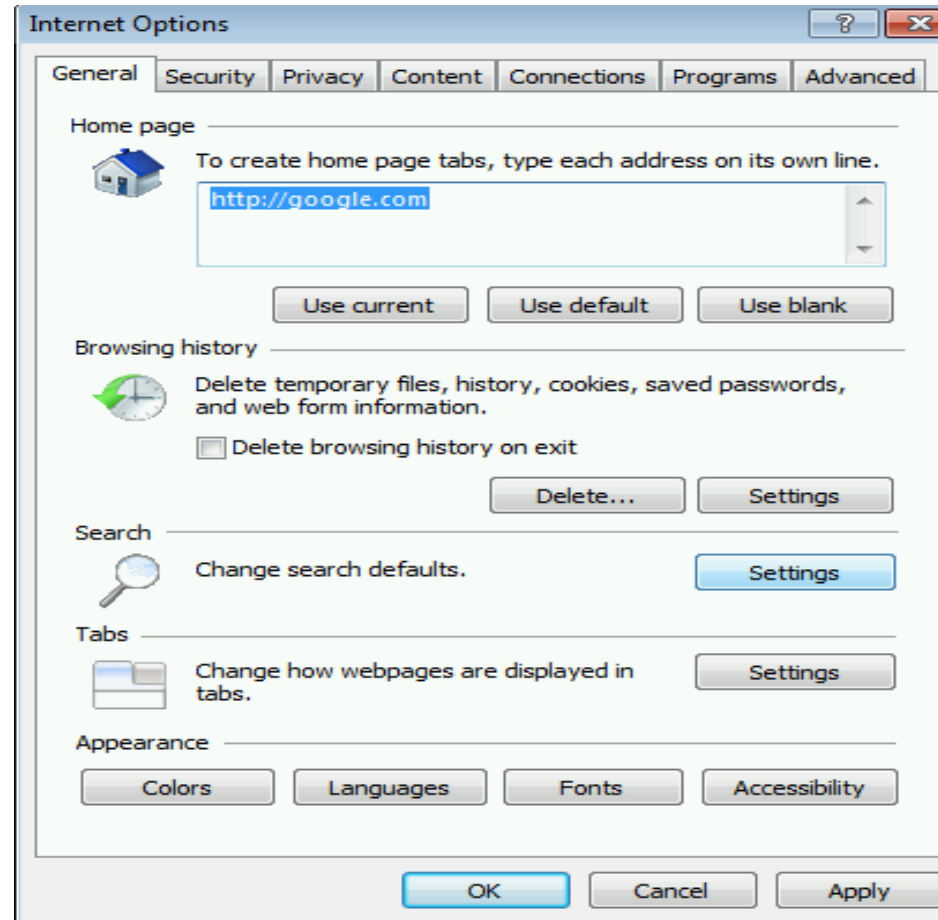 Internet Options
General Security Privacy Content Connections Programs Advanced
Home page
To create home page tabs, type each address on its own line.
http://google.com
Use current Use default Use blank
Browsing history
Delete temporary files, history, cookies, saved passwords,
and web form information.
Delete browsing history on exit
Delete... Settings
Search
Change search defaults. Settings
Tabs
Change how webpages are displayed in Settings
tabs.
Appearance
Colors Languages Fonts Accessibility
OK Cancel Apply